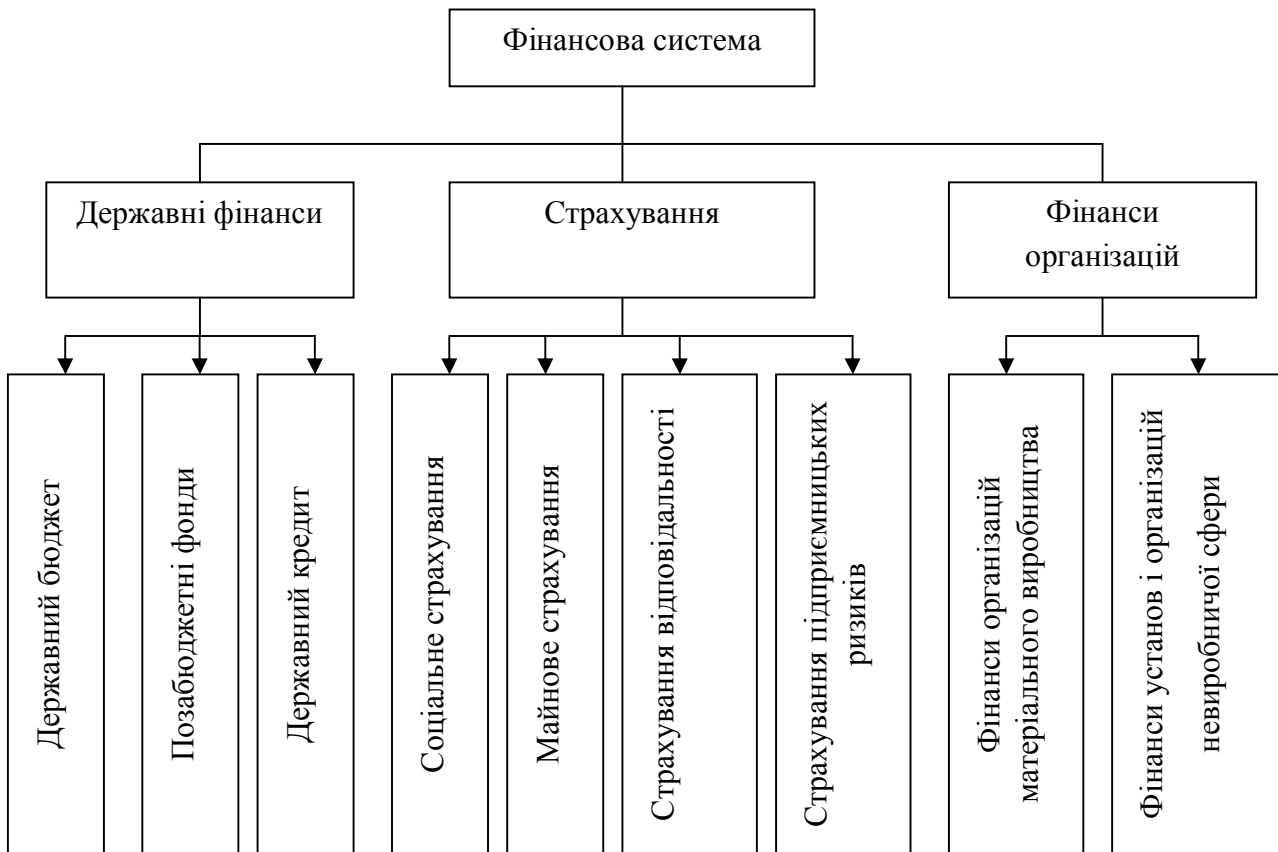 Фінансова система
Державні фінанси
Страхування
Фінанси
організацій
Державний бюджет
Позабюджетні фонди
Державний кредит
Соціальне страхування
Майнове страхування
Страхування відповідальності
Страхування підприємницьких
ризиків
Фінанси організацій
матеріального виробництва
Фінанси установ і організацій
невиробничої сфери